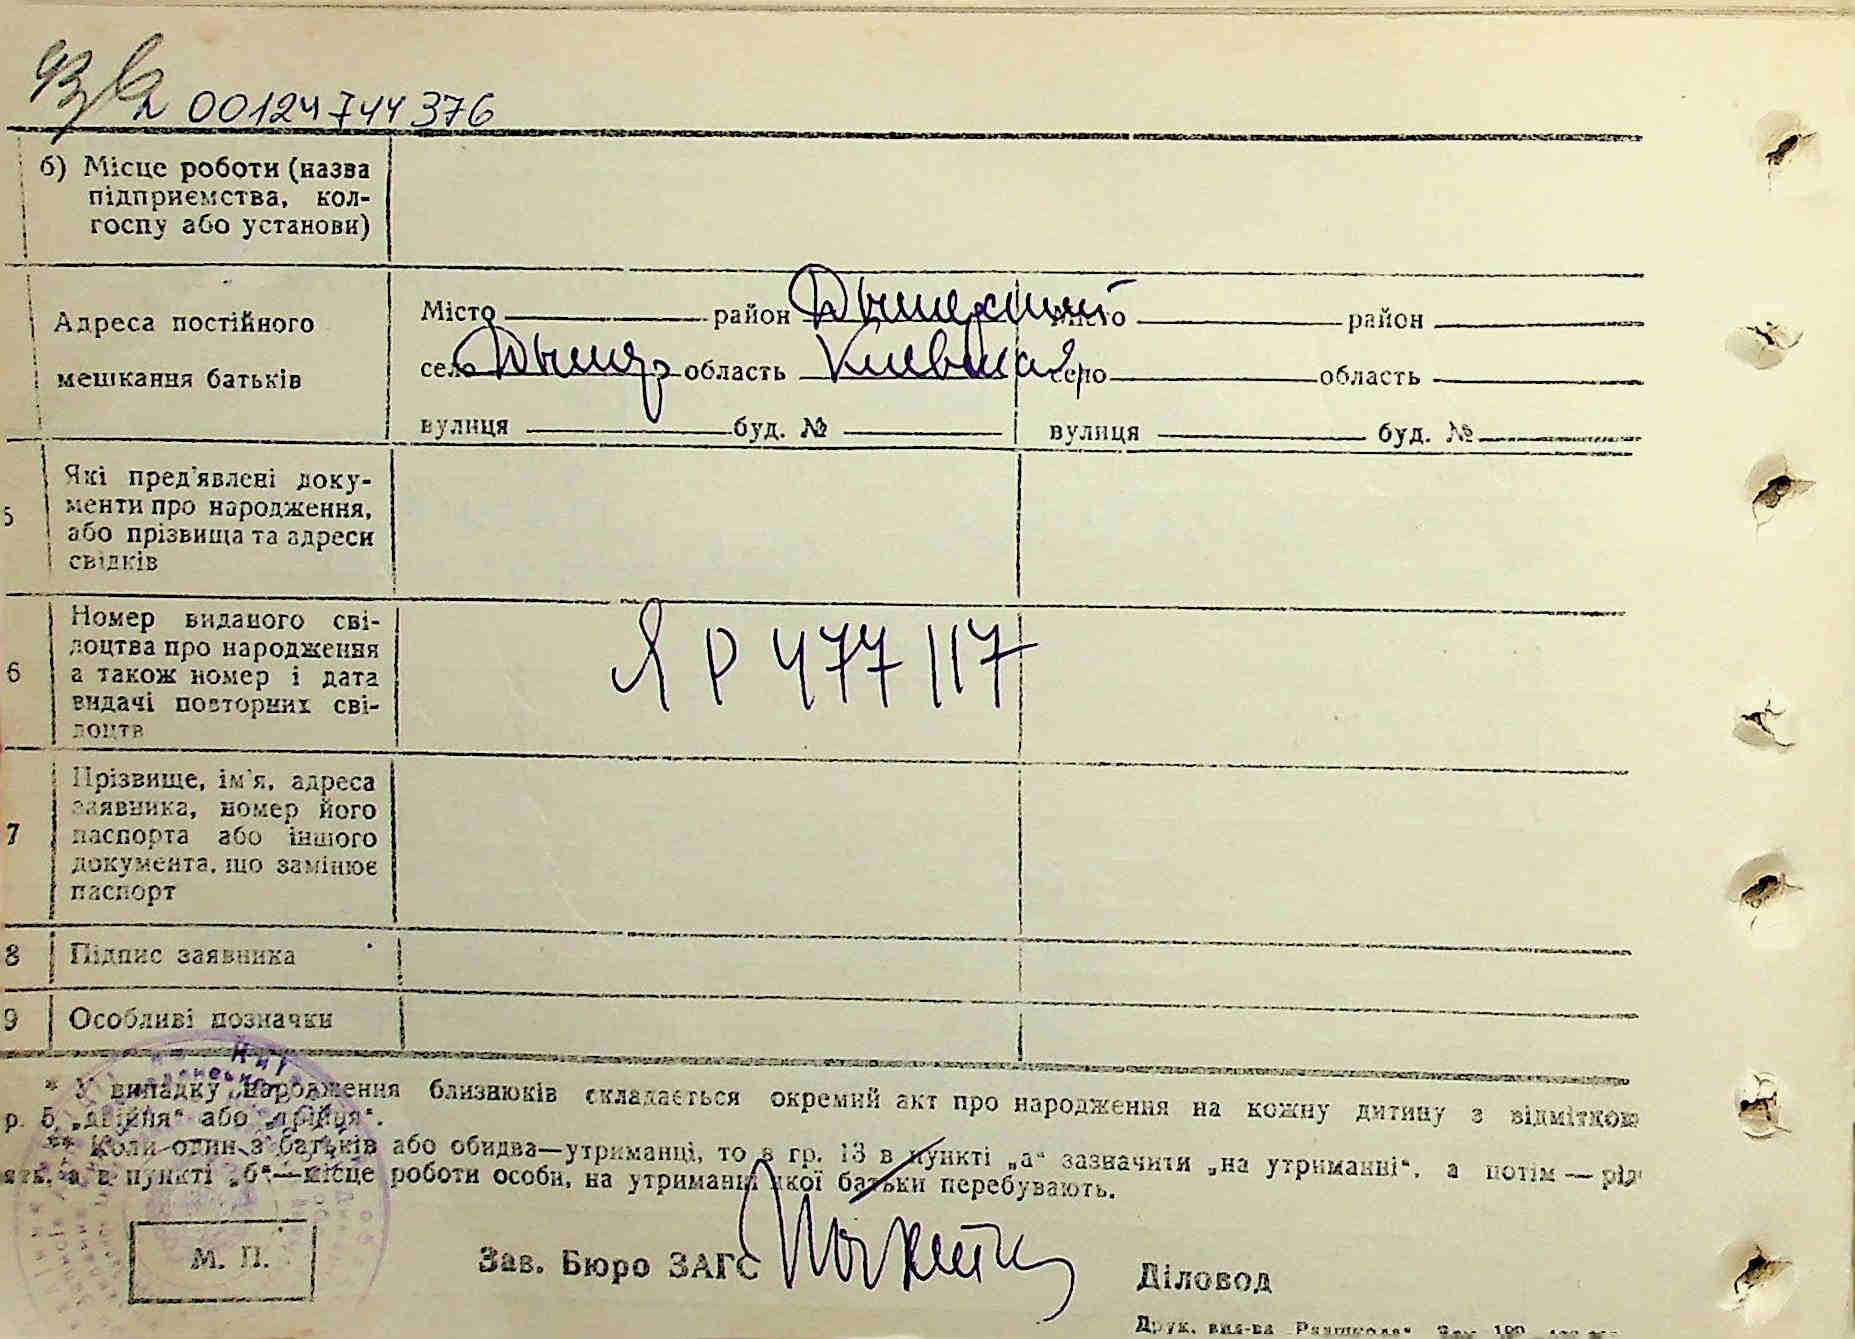 00124744376
б) Місце роботи (назва
підприємства, кол-
госпу або установи)
Адреса постійного
мешкання батьків
Місто район Дымерский
село Дымер область Киевская
вулиця буд. №
Місто район
село область
вулиця буд. №
5 Які пред'явлені доку-
менти про народження,
або прізвища та адреси
свідків
6 Номер виданого сві-
доцтва про народження
а також номер і дата
видачі повторних сві-
доцтв
ЯР 477117
7 Прізвище, ім'я, адреса
заявника, номер його
паспорта або іншого
документа, що замінює
паспорт
8 Підпис заявника
9 Особливі позначки
* У випадку народження близнюків складається окремий акт про народження на кожну дитину з відміткою
р. 5 „двійня“ або „трійня“.
** Коли один з батьків або обидва—утриманці, то в гр. 13 в пункті „а“ зазначити „на утриманні“, а потім — рід
а в пункті „б“—місце роботи особи, на утриманні якої батьки перебувають.
М. П.
Зав. Бюро ЗАГС
Діловод
Друк. вид-ва „Радшкола“